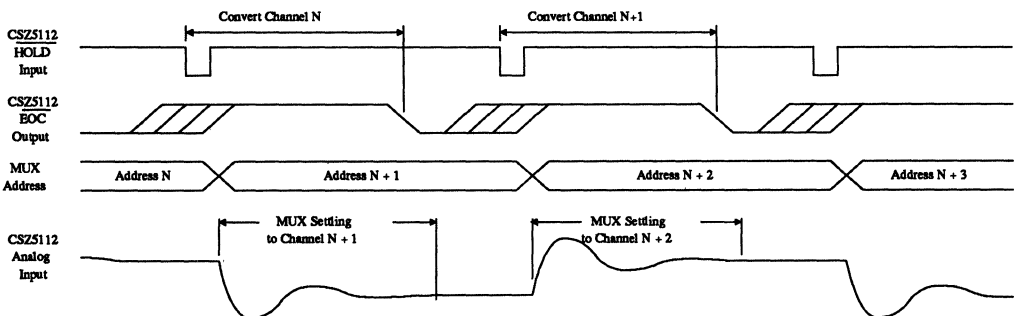 Convert Channel N
Convert Channel N+1
CSZ5112
HOLD
Input
CSZ5112
EOC
Output
MUX
Address
Address N
Address N + 1
Address N + 2
Address N + 3
MUX Settling
to Channel N + 1
MUX Settling
to Channel N + 2
CSZ5112
Analog
Input